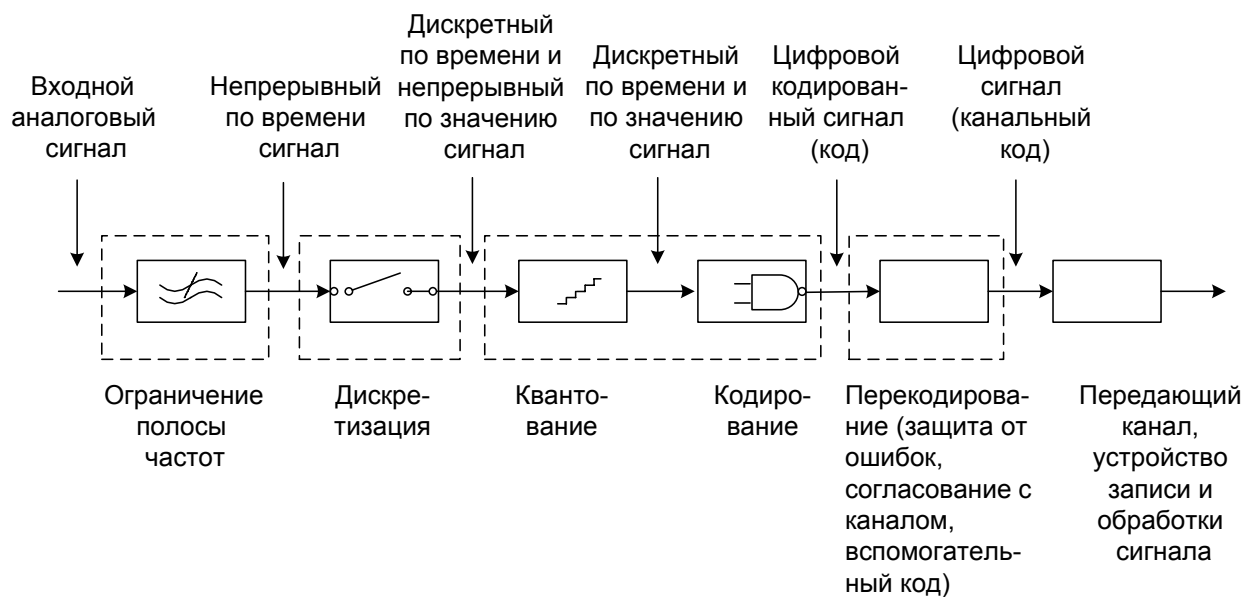 Входной
аналоговый
сигнал
Непрерывный
по времени
сигнал
Дискретный
по времени и
непрерывный
по значению
сигнал
Дискретный
по времени и
по значению
сигнал
Цифровой
кодирован-
ный сигнал
(код)
Цифровой
сигнал
(канальный
код)
Ограничение
полосы
частот
Дискре-
тизация
Кванто-
вание
Кодиро-
вание
Перекодирова-
ние (защита от
ошибок,
согласование с
каналом,
вспомогатель-
ный код)
Передающий
канал,
устройство
записи и
обработки
сигнала